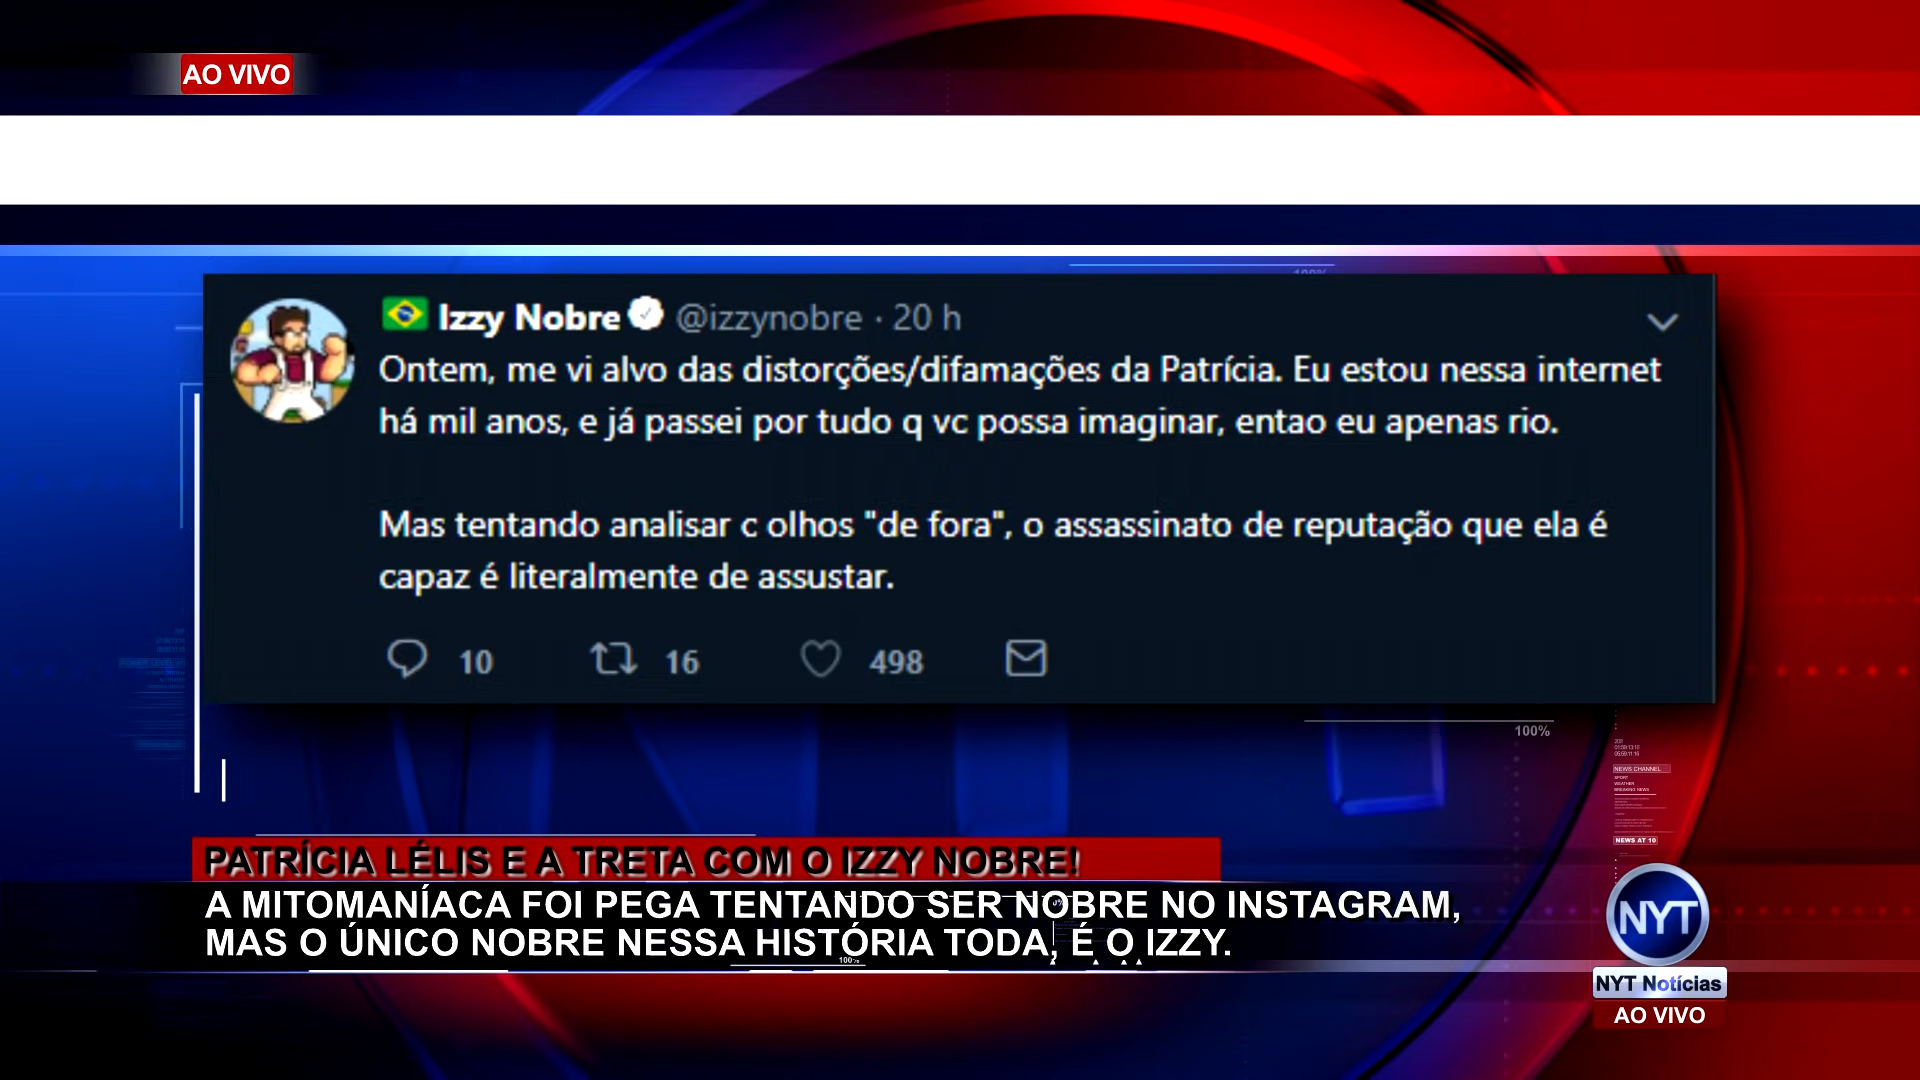 AO VIVO
100%
Izzy Nobre @izzynobre · 20 h
Ontem, me vi alvo das distorções/difamações da Patrícia. Eu estou nessa internet
há mil anos, e já passei por tudo q vc possa imaginar, entao eu apenas rio.
Mas tentando analisar c olhos "de fora", o assassinato de reputação que ela é
capaz é literalmente de assustar.
10 16 498
100%
NEWS CHANNEL
SPORT
WEATHER
BREAKING NEWS
NEWS AT 10
PATRÍCIA LÉLIS E A TRETA COM O IZZY NOBRE!
A MITOMANÍACA FOI PEGA TENTANDO SER NOBRE NO INSTAGRAM,
MAS O ÚNICO NOBRE NESSA HISTÓRIA TODA, É O IZZY.
100%
NYT
NYT Notícias
AO VIVO